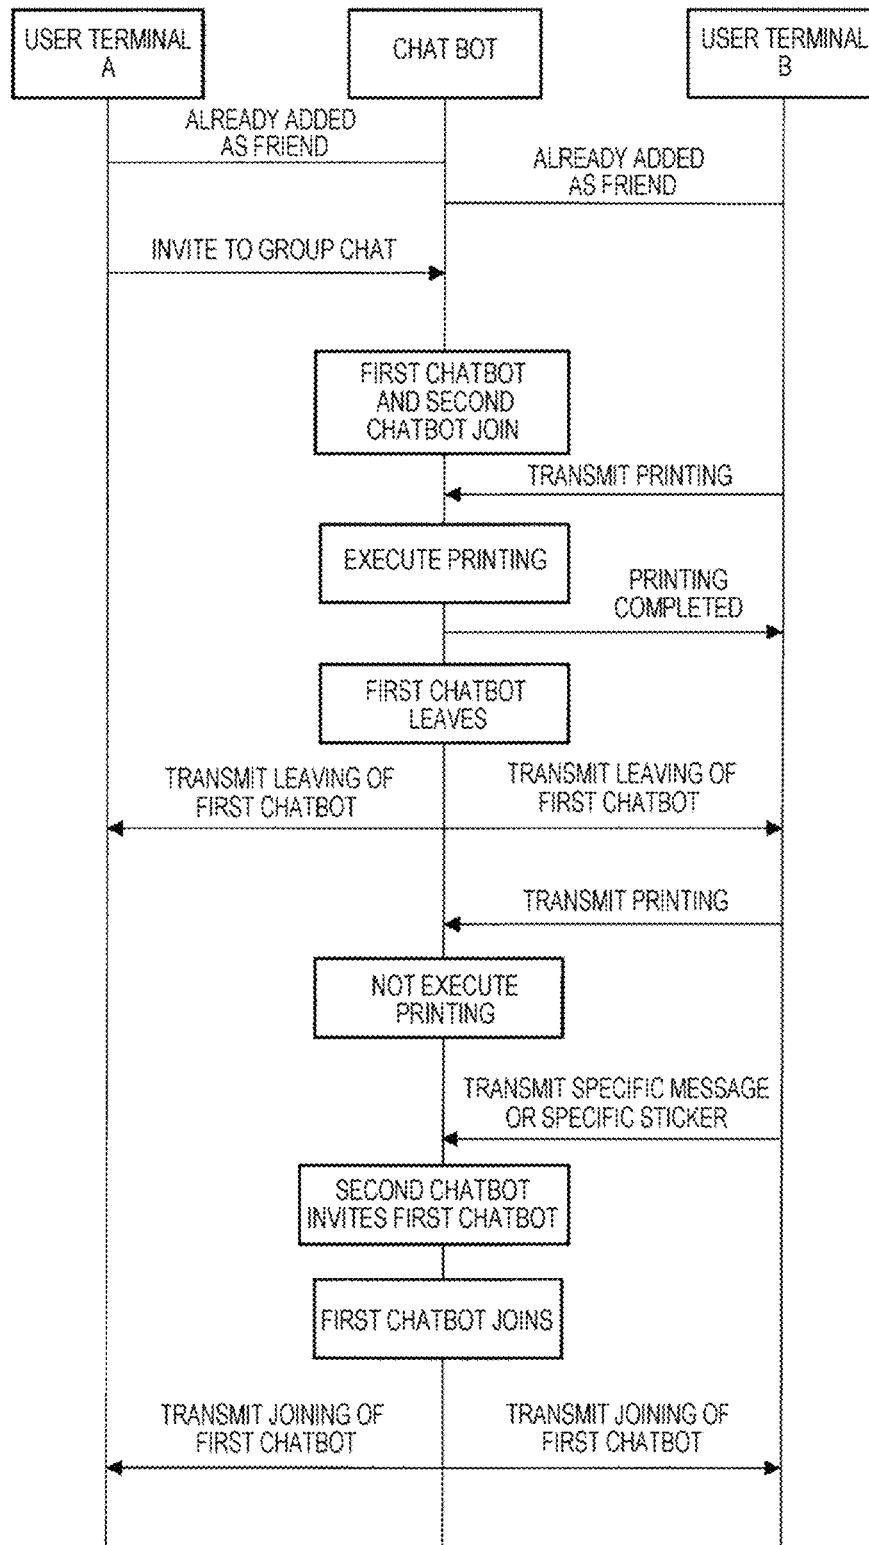 USER TERMINAL
A
CHAT BOT
USER TERMINAL
B
ALREADY ADDED
AS FRIEND
ALREADY ADDED
AS FRIEND
INVITE TO GROUP CHAT
FIRST CHATBOT
AND SECOND
CHATBOT JOIN
TRANSMIT PRINTING
EXECUTE PRINTING
PRINTING
COMPLETED
FIRST CHATBOT
LEAVES
TRANSMIT LEAVING OF
FIRST CHATBOT
TRANSMIT LEAVING OF
FIRST CHATBOT
TRANSMIT PRINTING
NOT EXECUTE
PRINTING
TRANSMIT SPECIFIC MESSAGE
OR SPECIFIC STICKER
SECOND CHATBOT
INVITES FIRST CHATBOT
FIRST CHATBOT JOINS
TRANSMIT JOINING OF
FIRST CHATBOT
TRANSMIT JOINING OF
FIRST CHATBOT